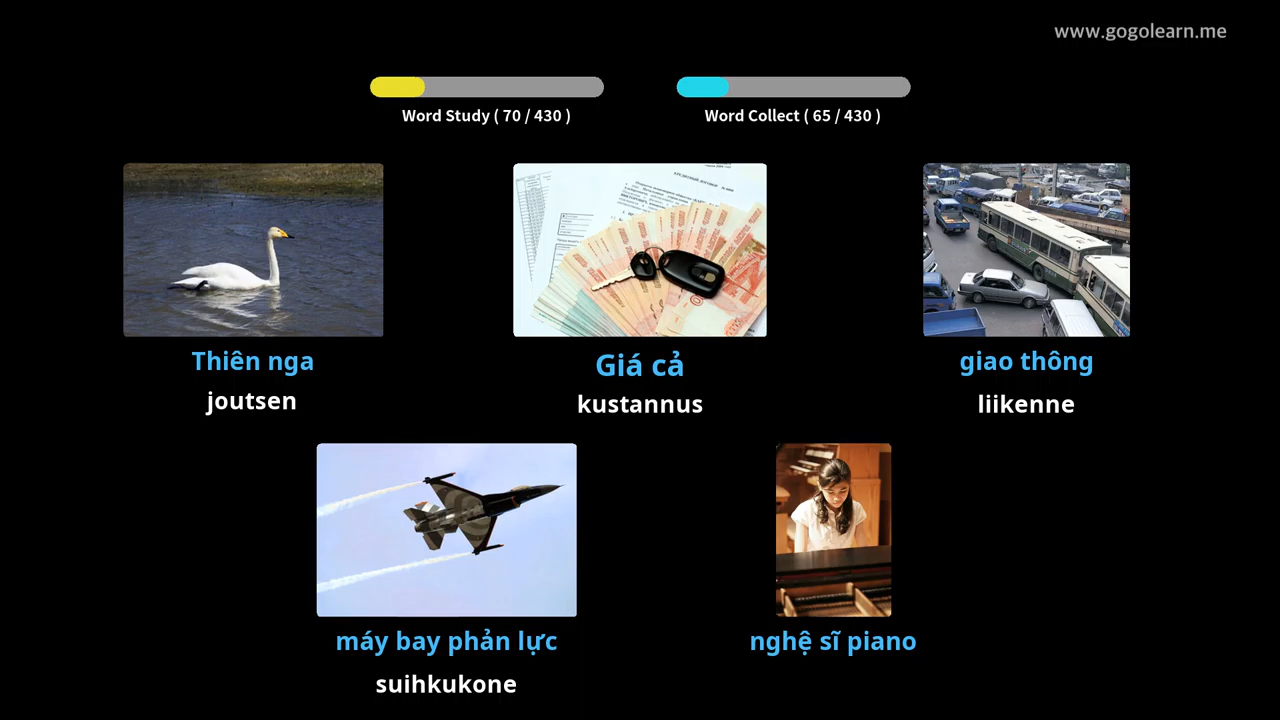 www.gogolearn.me
Word Study ( 70 / 430 )
Word Collect ( 65 / 430 )
Thiên nga
joutsen
Giá cả
kustannus
giao thông
liikenne
máy bay phản lực
suihkukone
nghệ sĩ piano